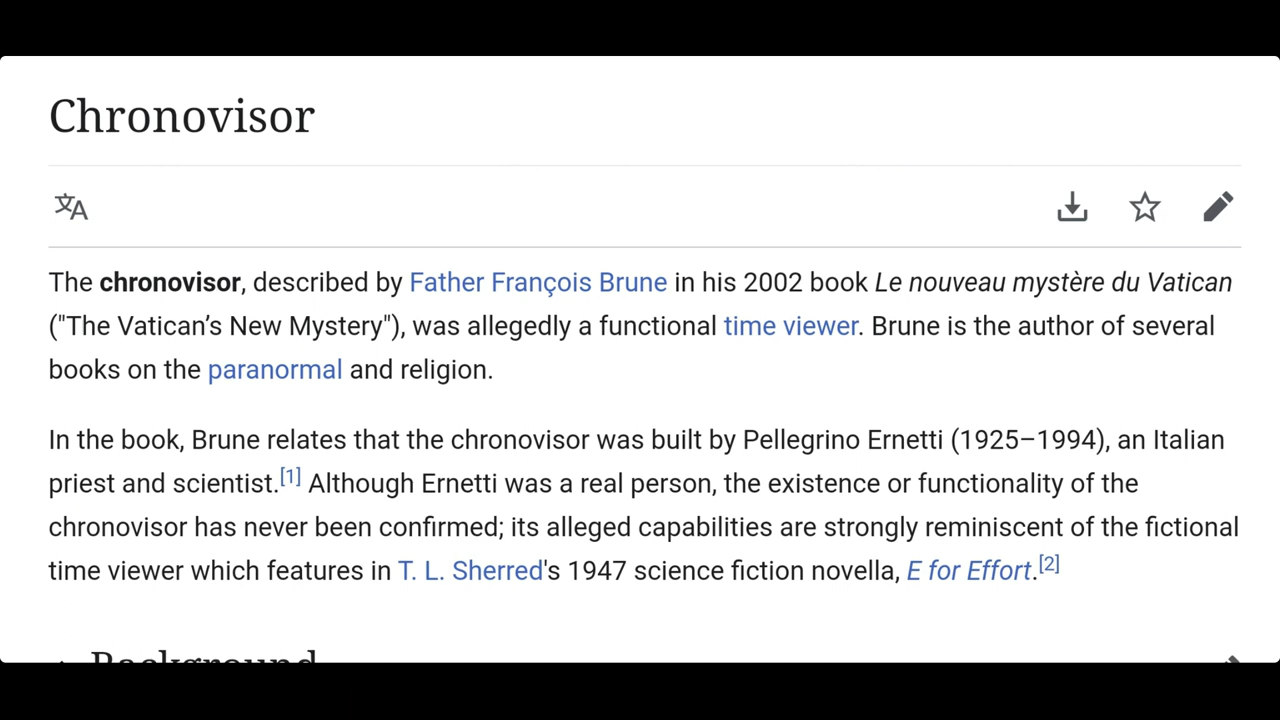 Chronovisor
The chronovisor, described by Father François Brune in his 2002 book Le nouveau mystère du Vatican
("The Vatican’s New Mystery"), was allegedly a functional time viewer. Brune is the author of several
books on the paranormal and religion.
In the book, Brune relates that the chronovisor was built by Pellegrino Ernetti (1925–1994), an Italian
priest and scientist.[1] Although Ernetti was a real person, the existence or functionality of the
chronovisor has never been confirmed; its alleged capabilities are strongly reminiscent of the fictional
time viewer which features in T. L. Sherred's 1947 science fiction novella, E for Effort.[2]
Background